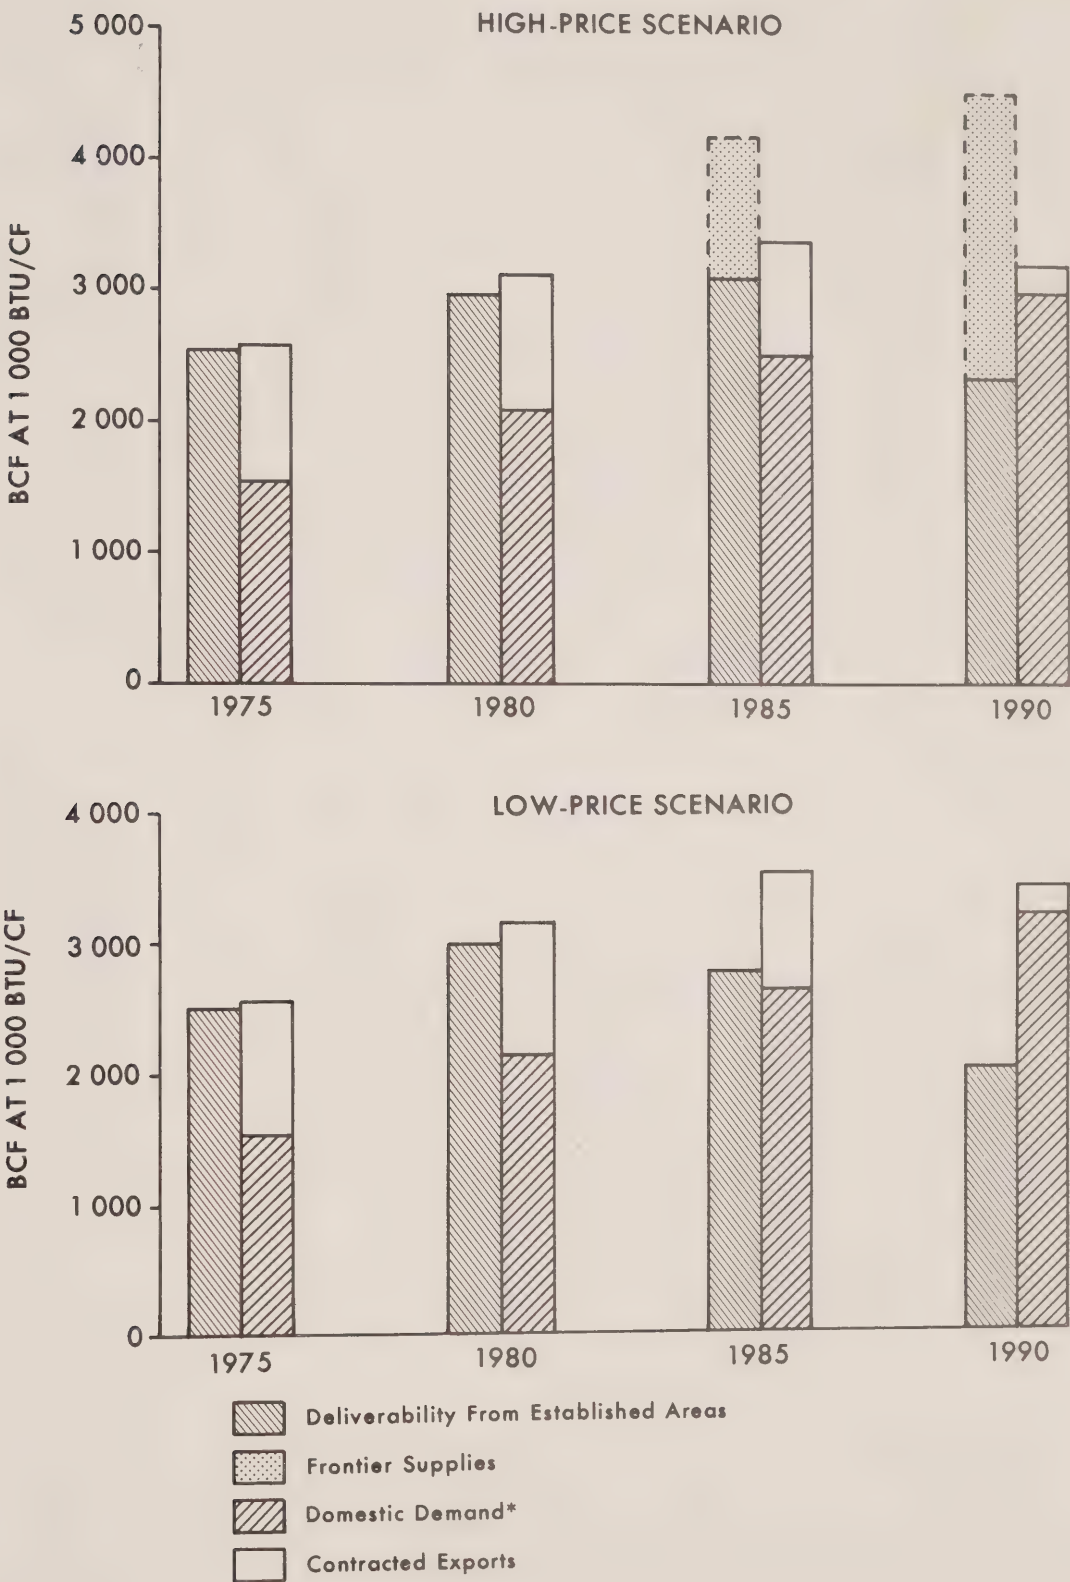 HIGH-PRICE SCENARIO
5 000
4 000
3 000
2 000
1 000
0
BCF AT 1 000 BTU/CF
1975 1980 1985 1990
LOW-PRICE SCENARIO
4 000
3 000
2 000
1 000
0
BCF AT 1 000 BTU/CF
1975 1980 1985 1990
Deliverability From Established Areas
Frontier Supplies
Domestic Demand*
Contracted Exports